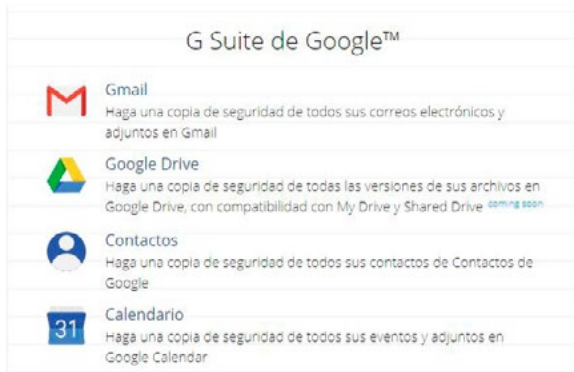 G Suite de Google™
Gmail
Haga una copia de seguridad de todos sus correos electrónicos y
adjuntos en Gmail
Google Drive
Haga una copia de seguridad de todas las versiones de sus archivos en
Google Drive, con compatibilidad con My Drive y Shared Drive coming soon
Contactos
Haga una copia de seguridad de todos sus contactos de Contactos de
Google
31
Calendario
Haga una copia de seguridad de todos sus eventos y adjuntos en
Google Calendar